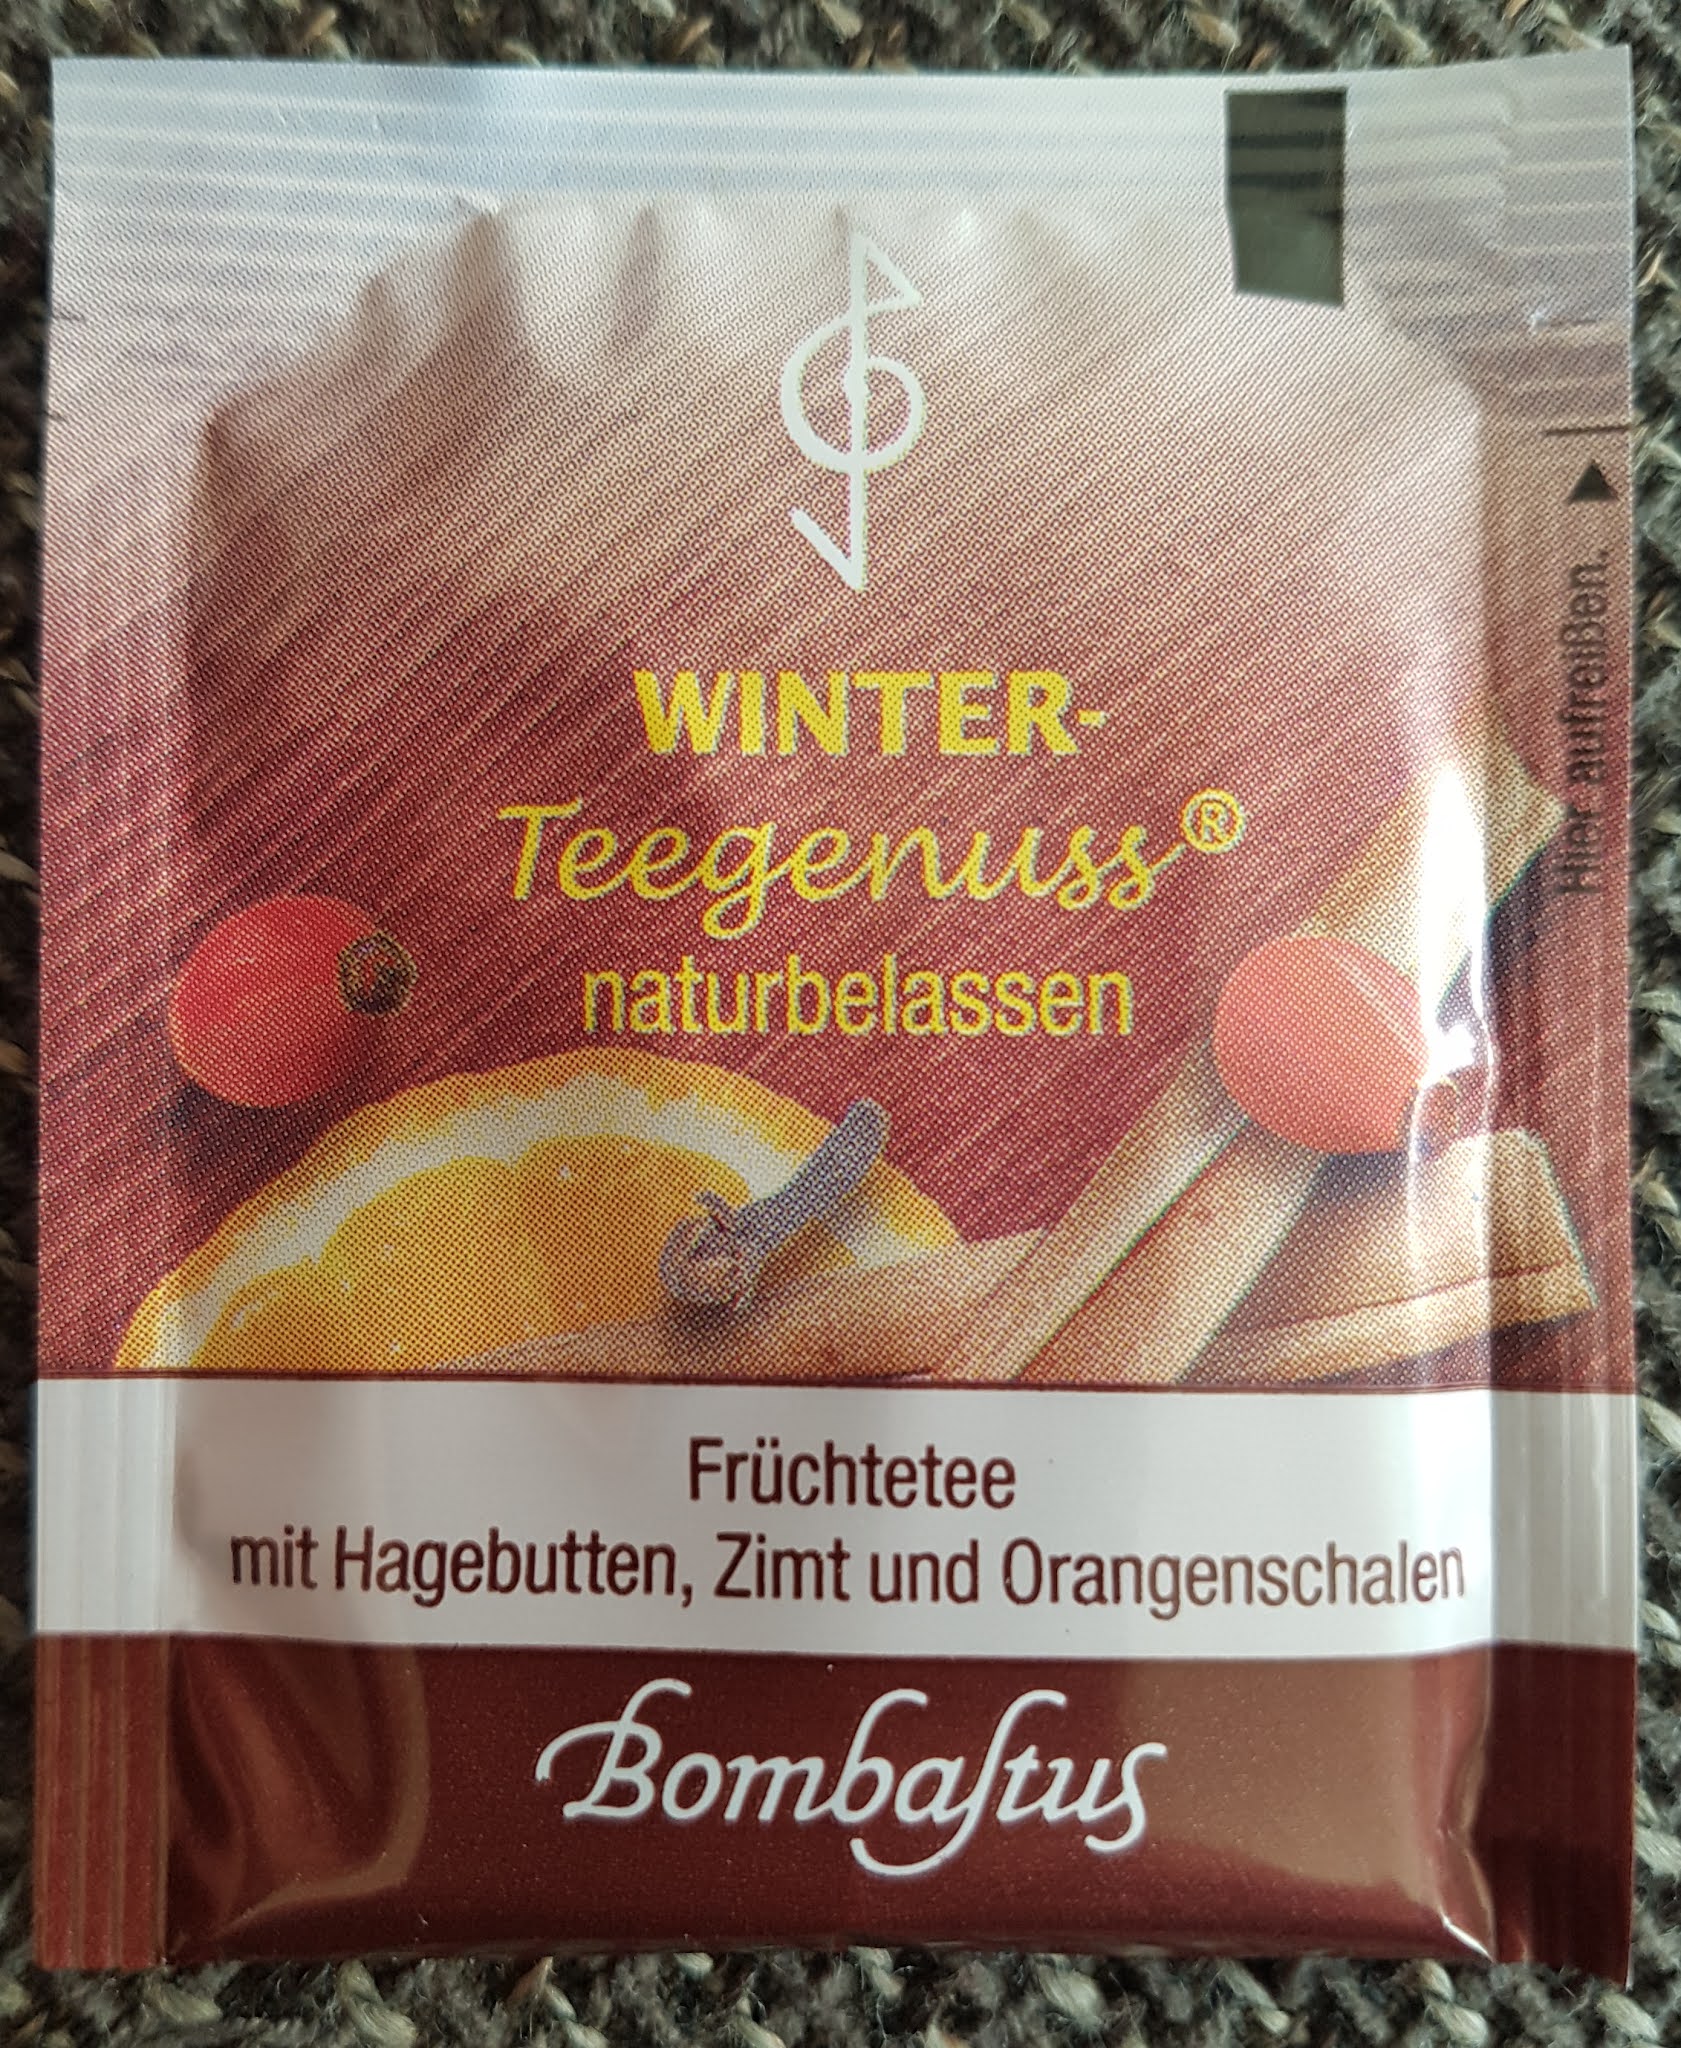 WINTER-
Teegenuss®
naturbelassen
Hier aufreißen.
Früchtetee
mit Hagebutten, Zimt und Orangenschalen
Bombaſtus